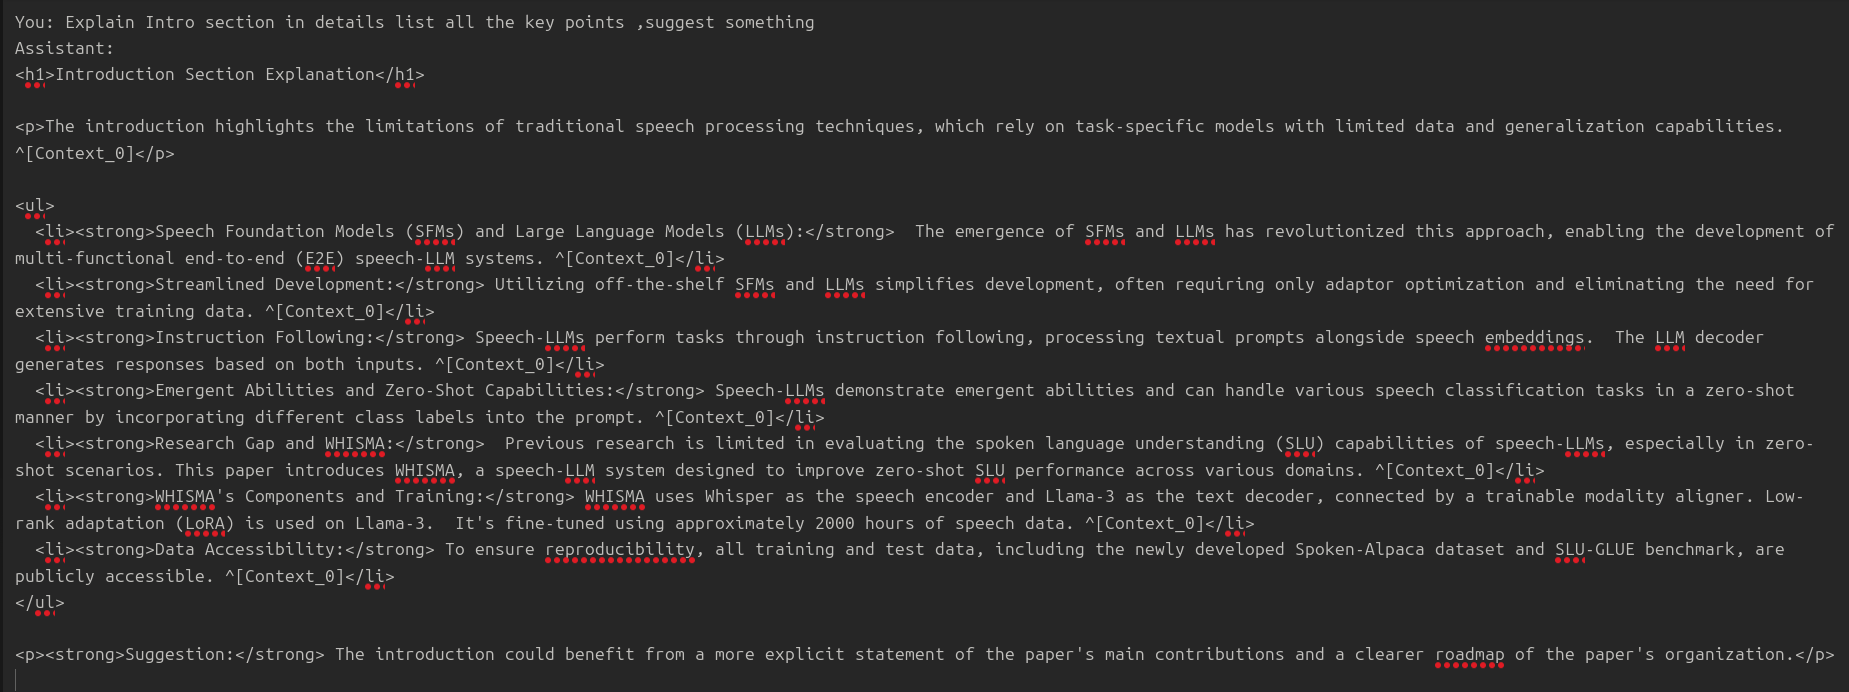 You: Explain Intro section in details list all the key points ,suggest something
Assistant:
<h1>Introduction Section Explanation</h1>
<p>The introduction highlights the limitations of traditional speech processing techniques, which rely on task-specific models with limited data and generalization capabilities.
^[Context_0]</p>
<ul>
<li><strong>Speech Foundation Models (SFMs) and Large Language Models (LLMs):</strong>  The emergence of SFMs and LLMs has revolutionized this approach, enabling the development of
multi-functional end-to-end (E2E) speech-LLM systems. ^[Context_0]</li>
<li><strong>Streamlined Development:</strong> Utilizing off-the-shelf SFMs and LLMs simplifies development, often requiring only adaptor optimization and eliminating the need for
extensive training data. ^[Context_0]</li>
<li><strong>Instruction Following:</strong> Speech-LLMs perform tasks through instruction following, processing textual prompts alongside speech embeddings.  The LLM decoder
generates responses based on both inputs. ^[Context_0]</li>
<li><strong>Emergent Abilities and Zero-Shot Capabilities:</strong> Speech-LLMs demonstrate emergent abilities and can handle various speech classification tasks in a zero-shot
manner by incorporating different class labels into the prompt. ^[Context_0]</li>
<li><strong>Research Gap and WHISMA:</strong>  Previous research is limited in evaluating the spoken language understanding (SLU) capabilities of speech-LLMs, especially in zero-
shot scenarios. This paper introduces WHISMA, a speech-LLM system designed to improve zero-shot SLU performance across various domains. ^[Context_0]</li>
<li><strong>WHISMA's Components and Training:</strong> WHISMA uses Whisper as the speech encoder and Llama-3 as the text decoder, connected by a trainable modality aligner. Low-
rank adaptation (LoRA) is used on Llama-3.  It's fine-tuned using approximately 2000 hours of speech data. ^[Context_0]</li>
<li><strong>Data Accessibility:</strong> To ensure reproducibility, all training and test data, including the newly developed Spoken-Alpaca dataset and SLU-GLUE benchmark, are
publicly accessible. ^[Context_0]</li>
</ul>
<p><strong>Suggestion:</strong> The introduction could benefit from a more explicit statement of the paper's main contributions and a clearer roadmap of the paper's organization.</p>